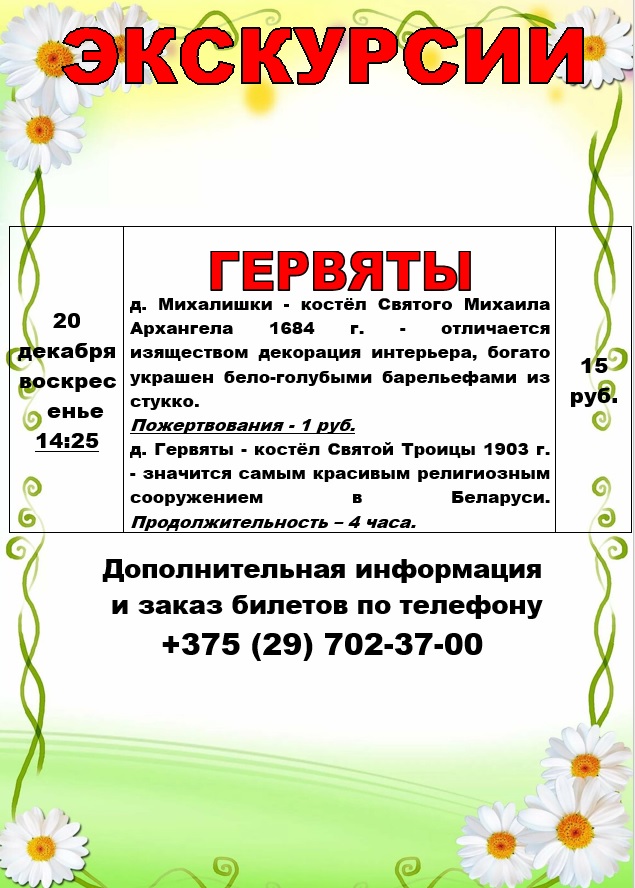 ЭКСКУРСИИ
20
декабря
воскрес
енье
14:25
ГЕРВЯТЫ
д. Михалишки - костёл Святого Михаила
Архангела 1684 г. - отличается
изяществом декорация интерьера, богато
украшен бело-голубыми барельефами из
стукко.
Пожертвования - 1 руб.
д. Гервяты - костёл Святой Троицы 1903 г.
- значится самым красивым религиозным
сооружением в Беларуси.
Продолжительность – 4 часа.
15
руб.
Дополнительная информация
и заказ билетов по телефону
+375 (29) 702-37-00